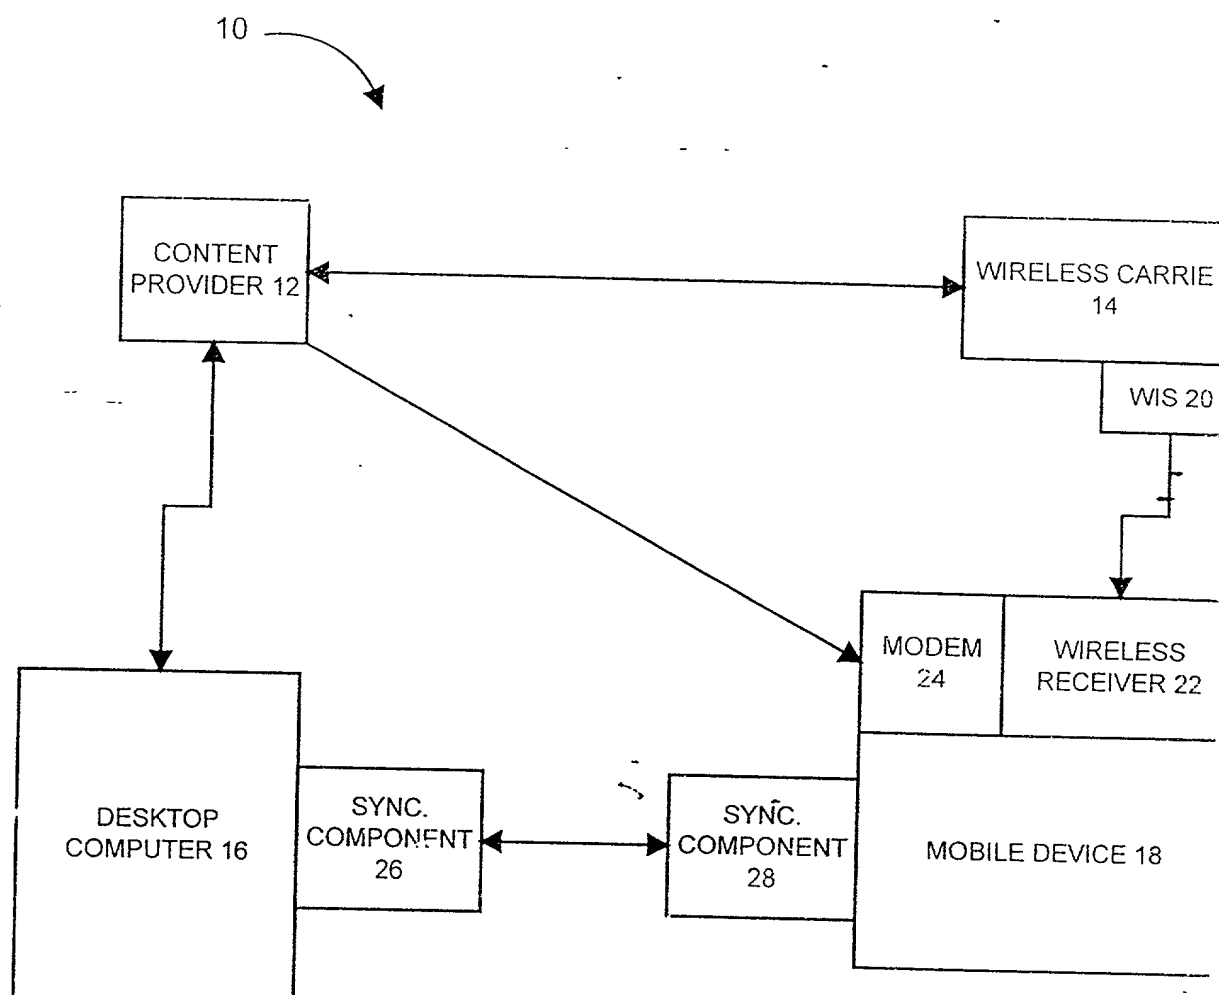 10
CONTENT
PROVIDER 12
WIRELESS CARRIE
14
WIS 20
MODEM
24
WIRELESS
RECEIVER 22
DESKTOP
COMPUTER 16
SYNC.
COMPONENT
26
SYNC.
COMPONENT
28
MOBILE DEVICE 18